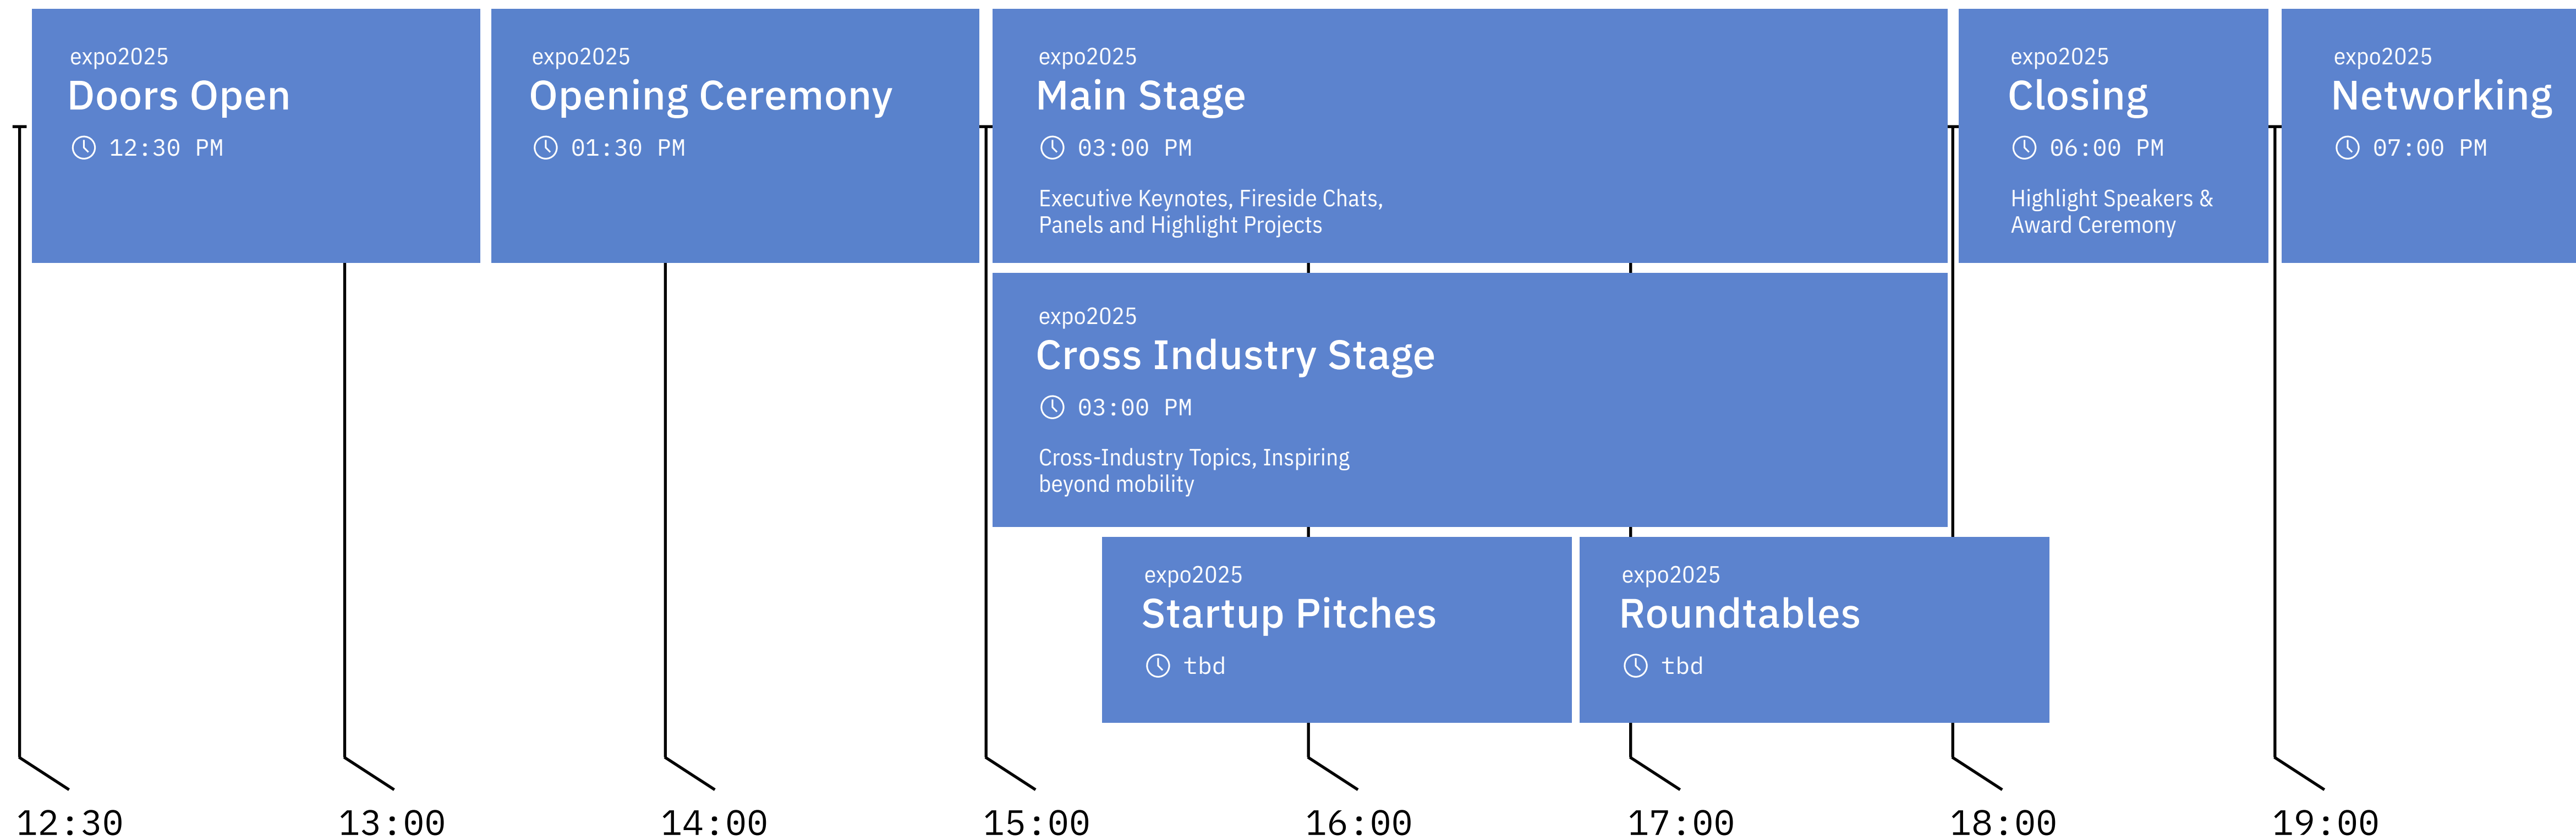 expo2025
Doors Open
12:30 PM
expo2025
Opening Ceremony
01:30 PM
expo2025
Main Stage
03:00 PM
Executive Keynotes, Fireside Chats,
Panels and Highlight Projects
expo2025
Closing
06:00 PM
Highlight Speakers &
Award Ceremony
expo2025
Networking
07:00 PM
expo2025
Cross Industry Stage
03:00 PM
Cross-Industry Topics, Inspiring
beyond mobility
expo2025
Startup Pitches
tbd
expo2025
Roundtables
tbd
12:30
13:00
14:00
15:00
16:00
17:00
18:00
19:00